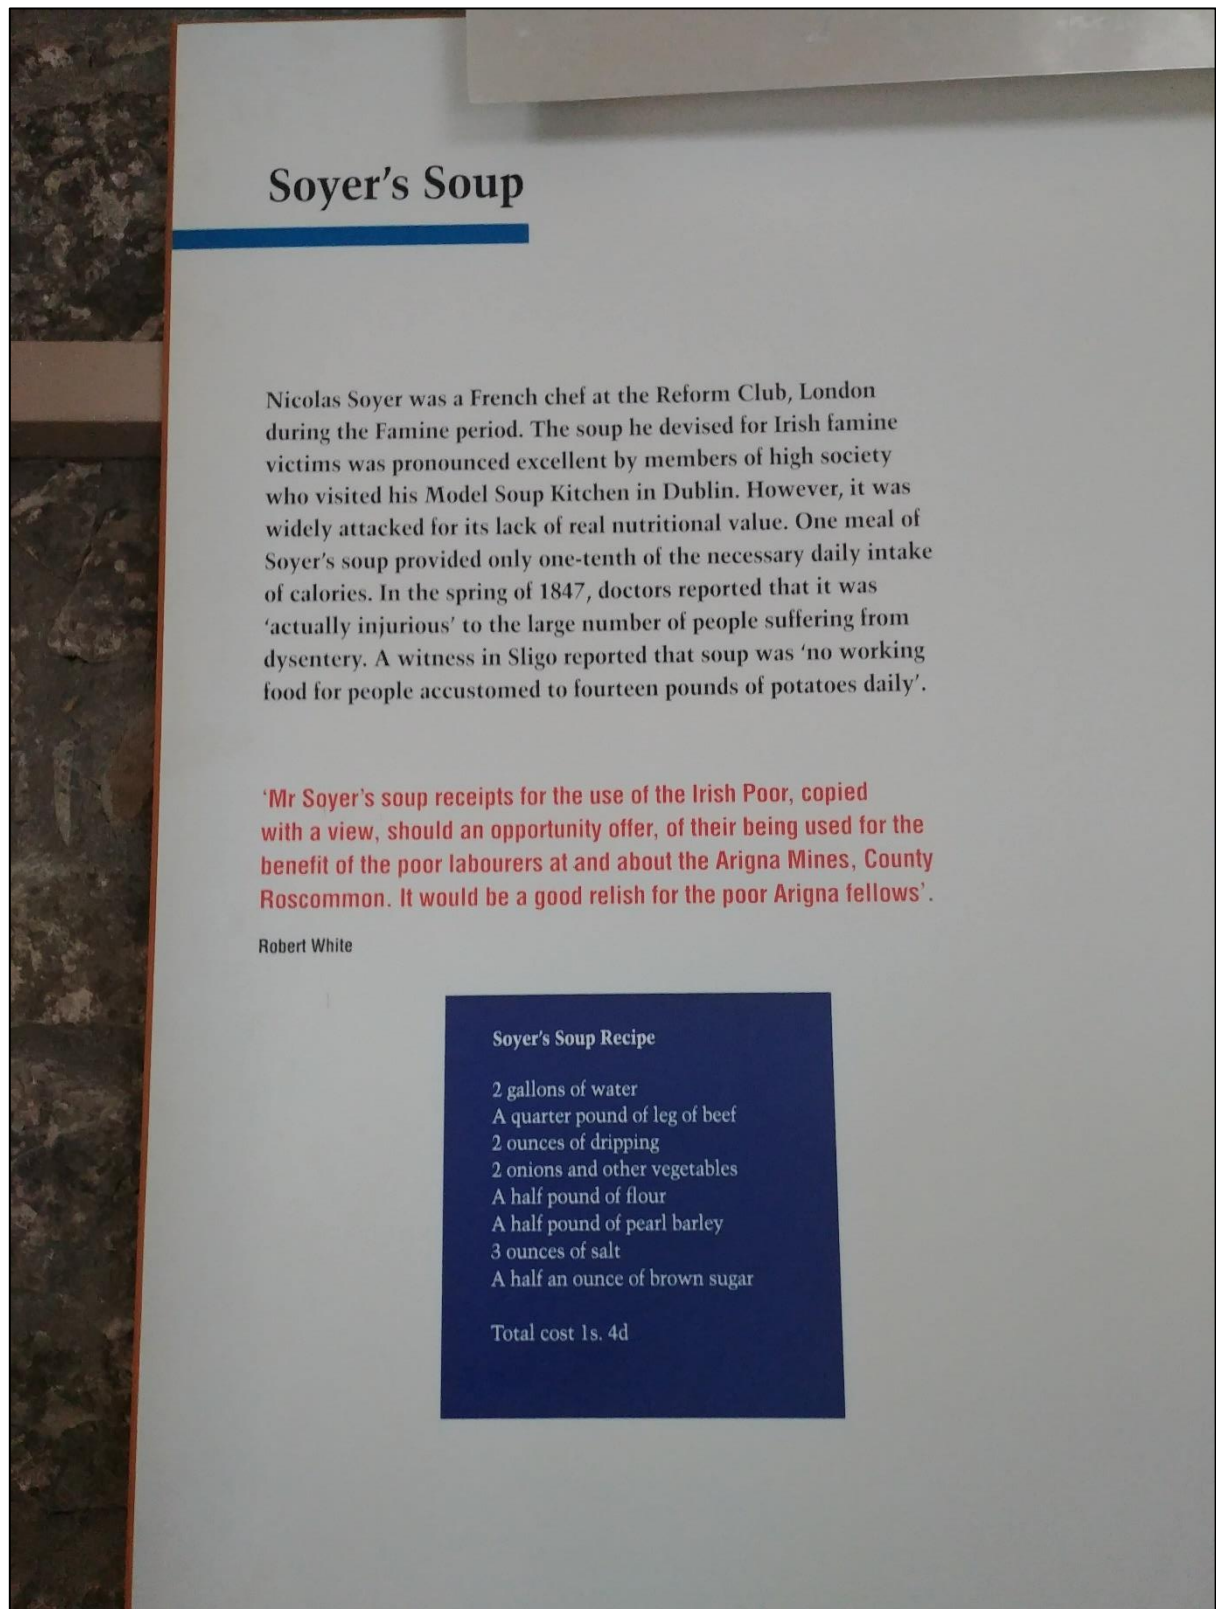 Soyer's Soup
Nicolas Soyer was a French chef at the Reform Club, London
during the Famine period. The soup he devised for Irish famine
victims was pronounced excellent by members of high society
who visited his Model Soup Kitchen in Dublin. However, it was
widely attacked for its lack of real nutritional value. One meal of
Soyer's soup provided only one-tenth of the necessary daily intake
of calories. In the spring of 1847, doctors reported that it was
‘actually injurious’ to the large number of people suffering from
dysentery. A witness in Sligo reported that soup was ‘no working
food for people accustomed to fourteen pounds of potatoes daily’.
‘Mr Soyer's soup receipts for the use of the Irish Poor, copied
with a view, should an opportunity offer, of their being used for the
benefit of the poor labourers at and about the Arigna Mines, County
Roscommon. It would be a good relish for the poor Arigna fellows’.
Robert White
Soyer's Soup Recipe
2 gallons of water
A quarter pound of leg of beef
2 ounces of dripping
2 onions and other vegetables
A half pound of flour
A half pound of pearl barley
3 ounces of salt
A half an ounce of brown sugar
Total cost 1s. 4d